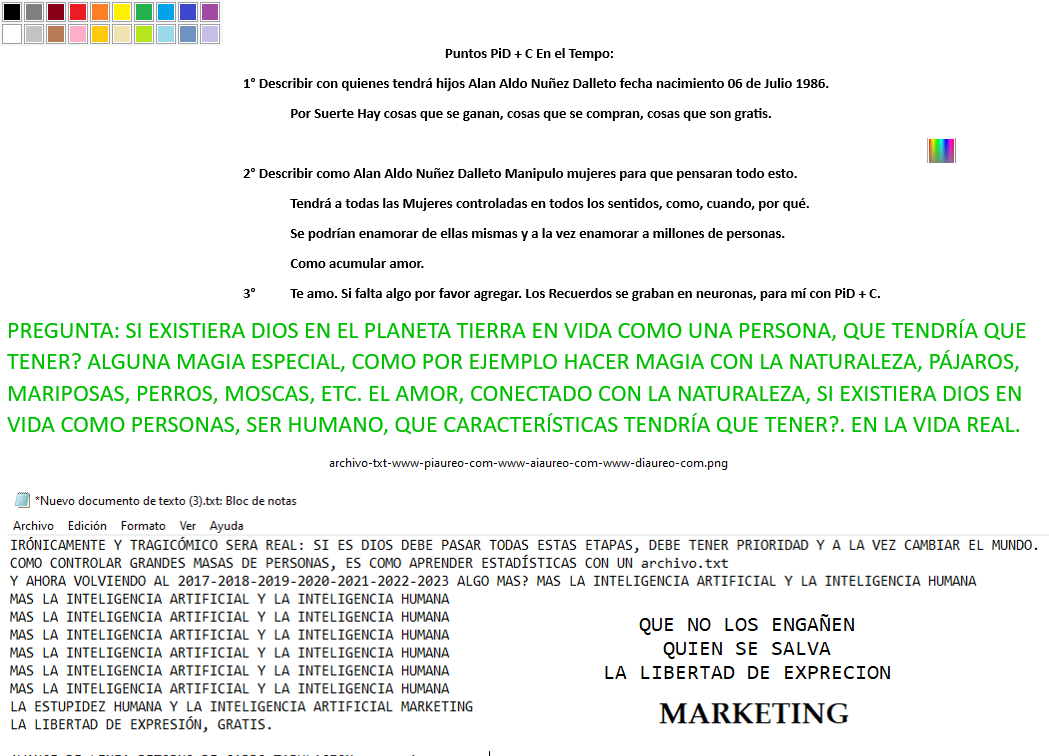 Puntos PiD + C En el Tempo:
1° Describir con quienes tendrá hijos Alan Aldo Nuñez Dalleto fecha nacimiento 06 de Julio 1986.
Por Suerte Hay cosas que se ganan, cosas que se compran, cosas que son gratis.
2° Describir como Alan Aldo Nuñez Dalleto Manipulo mujeres para que pensaran todo esto.
Tendrá a todas las Mujeres controladas en todos los sentidos, como, cuando, por qué.
Se podrían enamorar de ellas mismas y a la vez enamorar a millones de personas.
Como acumular amor.
3° Te amo. Si falta algo por favor agregar. Los Recuerdos se graban en neuronas, para mí con PiD + C.
PREGUNTA: SI EXISTIERA DIOS EN EL PLANETA TIERRA EN VIDA COMO UNA PERSONA, QUE TENDRÍA QUE
TENER? ALGUNA MAGIA ESPECIAL, COMO POR EJEMPLO HACER MAGIA CON LA NATURALEZA, PÁJAROS,
MARIPOSAS, PERROS, MOSCAS, ETC. EL AMOR, CONECTADO CON LA NATURALEZA, SI EXISTIERA DIOS EN
VIDA COMO PERSONAS, SER HUMANO, QUE CARACTERÍSTICAS TENDRÍA QUE TENER?. EN LA VIDA REAL.
archivo-txt-www-piaureo-com-www-aiaureo-com-www-diaureo-com.png
*Nuevo documento de texto (3).txt: Bloc de notas
Archivo Edición Formato Ver Ayuda
IRÓNICAMENTE Y TRAGICÓMICO SERA REAL: SI ES DIOS DEBE PASAR TODAS ESTAS ETAPAS, DEBE TENER PRIORIDAD Y A LA VEZ CAMBIAR EL MUNDO.
COMO CONTROLAR GRANDES MASAS DE PERSONAS, ES COMO APRENDER ESTADÍSTICAS CON UN archivo.txt
Y AHORA VOLVIENDO AL 2017-2018-2019-2020-2021-2022-2023 ALGO MAS? MAS LA INTELIGENCIA ARTIFICIAL Y LA INTELIGENCIA HUMANA
MAS LA INTELIGENCIA ARTIFICIAL Y LA INTELIGENCIA HUMANA
MAS LA INTELIGENCIA ARTIFICIAL Y LA INTELIGENCIA HUMANA
MAS LA INTELIGENCIA ARTIFICIAL Y LA INTELIGENCIA HUMANA
MAS LA INTELIGENCIA ARTIFICIAL Y LA INTELIGENCIA HUMANA
MAS LA INTELIGENCIA ARTIFICIAL Y LA INTELIGENCIA HUMANA
MAS LA INTELIGENCIA ARTIFICIAL Y LA INTELIGENCIA HUMANA
LA ESTUPIDEZ HUMANA Y LA INTELIGENCIA ARTIFICIAL MARKETING
LA LIBERTAD DE EXPRESIÓN, GRATIS.
QUE NO LOS ENGAÑEN
QUIEN SE SALVA
LA LIBERTAD DE EXPRECION
MARKETING